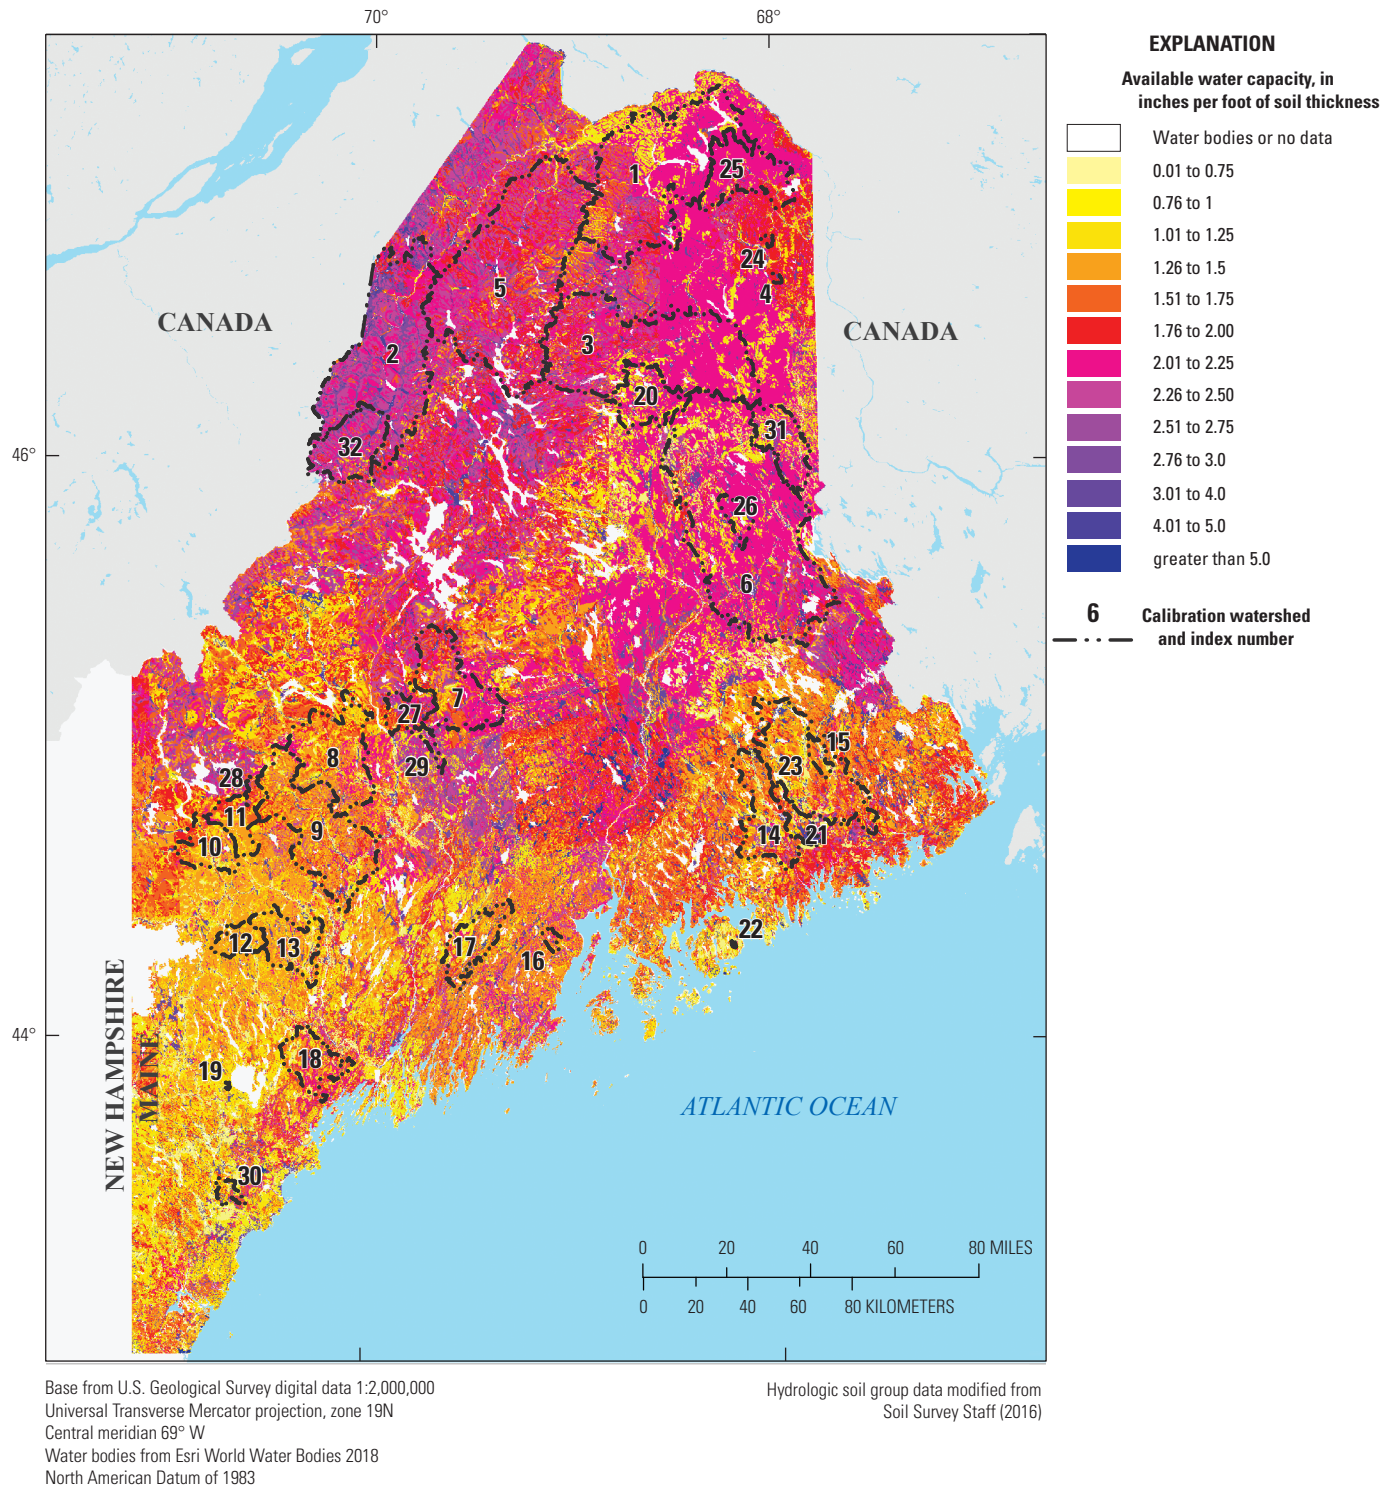 70°
68°
EXPLANATION
Available water capacity, in
inches per foot of soil thickness
Water bodies or no data
0.01 to 0.75
0.76 to 1
1.01 to 1.25
1.26 to 1.5
1.51 to 1.75
1.76 to 2.00
2.01 to 2.25
2.26 to 2.50
2.51 to 2.75
2.76 to 3.0
3.01 to 4.0
4.01 to 5.0
greater than 5.0
6
Calibration watershed
and index number
1
25
24
4
5
CANADA
CANADA
2
3
20
31
32
46°
26
6
7
27
15
8
29
23
28
11
9
10
14
21
22
12
13
17
16
NEW HAMPSHIRE
MAINE
44°
18
19
ATLANTIC OCEAN
30
0 20 40 60 80 MILES
0 20 40 60 80 KILOMETERS
Base from U.S. Geological Survey digital data 1:2,000,000
Universal Transverse Mercator projection, zone 19N
Central meridian 69° W
Water bodies from Esri World Water Bodies 2018
North American Datum of 1983
Hydrologic soil group data modified from
Soil Survey Staff (2016)